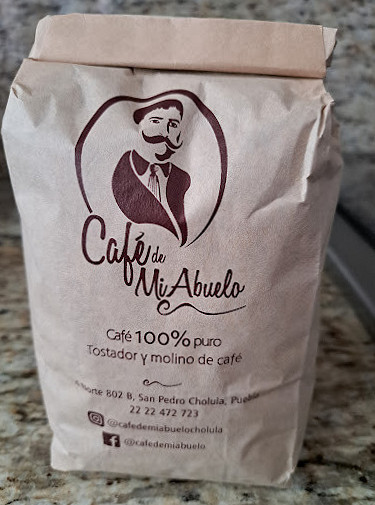 Café de
Mi Abuelo
Café 100% puro
Tostador y molino de café
Norte 802 B, San Pedro Cholula, Puebla
22 22 472 723
@cafedemiabuelocholula
@cafedemiabuelo